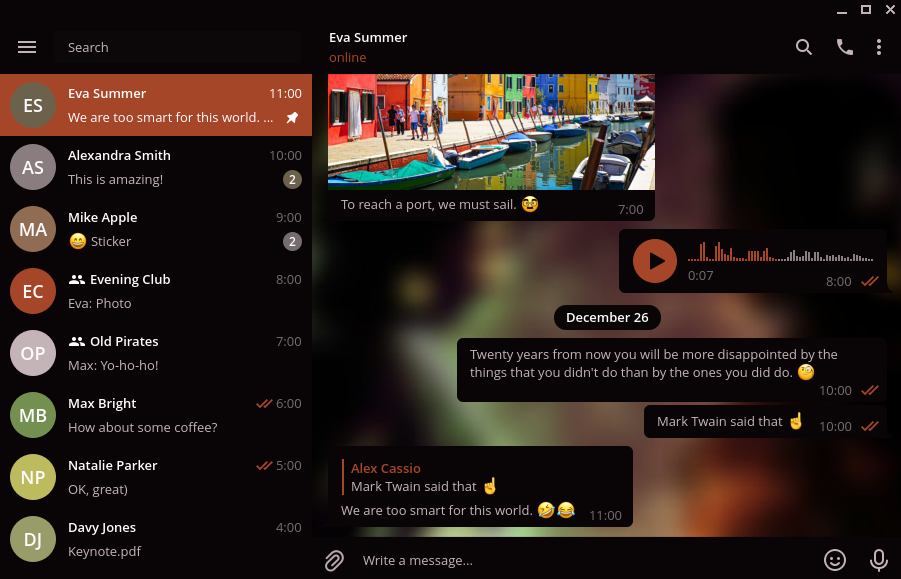 Search
ES
Eva Summer 11:00
We are too smart for this world. ...
AS
Alexandra Smith 10:00
This is amazing! 2
MA
Mike Apple 9:00
😄 Sticker 2
EC
Evening Club 8:00
Eva: Photo
OP
Old Pirates 7:00
Max: Yo-ho-ho!
MB
Max Bright 6:00
How about some coffee?
NP
Natalie Parker 5:00
OK, great)
DJ
Davy Jones 4:00
Keynote.pdf
Eva Summer
online
To reach a port, we must sail. 7:00
0:07 8:00
December 26
Twenty years from now you will be more disappointed by the
things that you didn't do than by the ones you did do. 🧐
10:00
Mark Twain said that ☝ 10:00
Alex Cassio
Mark Twain said that ☝
We are too smart for this world. 🤣😂 11:00
Write a message...